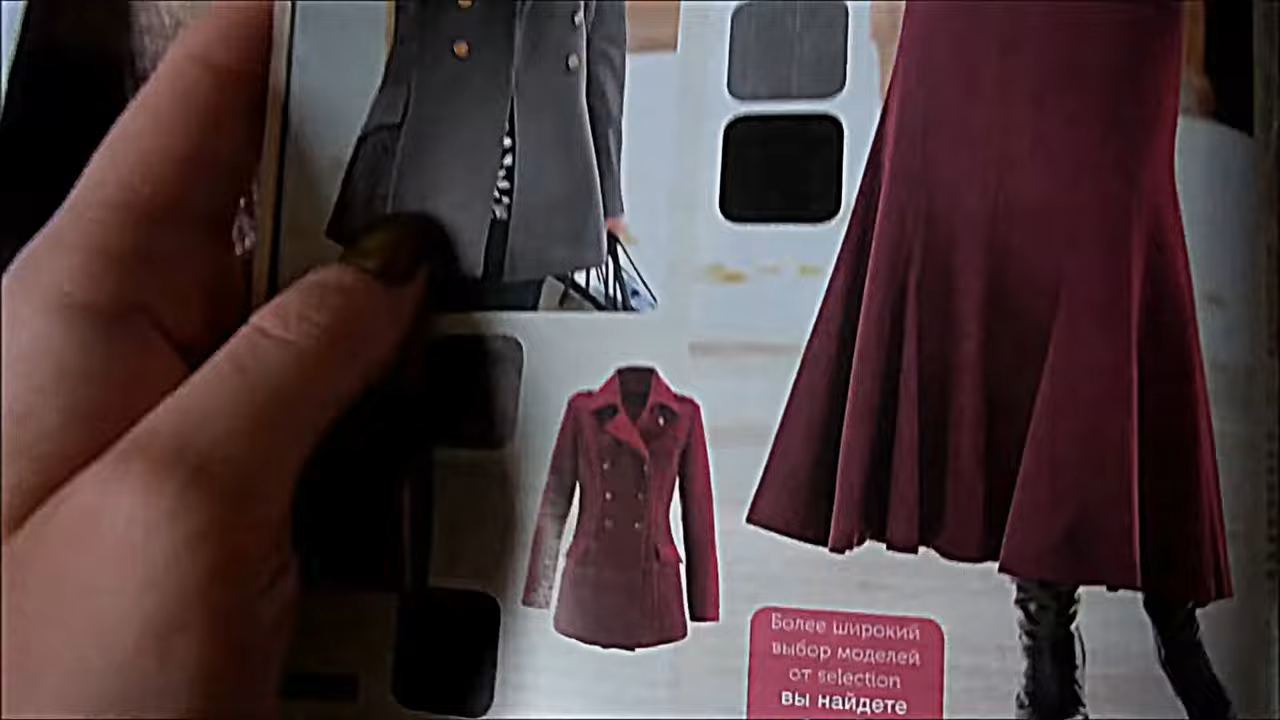 Более широкий
выбор моделей
от selection
вы найдете